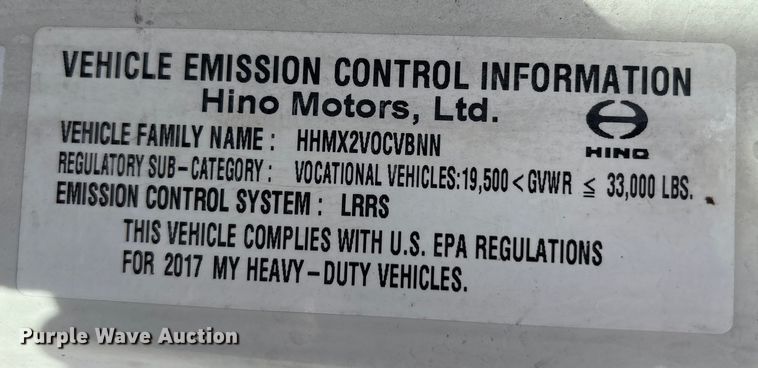 VEHICLE EMISSION CONTROL INFORMATION
Hino Motors, Ltd.
VEHICLE FAMILY NAME : HHMX2VOCVBNN
HINO
REGULATORY SUB-CATEGORY : VOCATIONAL VEHICLES:19,500 < GVWR ≤ 33,000 LBS.
EMISSION CONTROL SYSTEM : LRRS
THIS VEHICLE COMPLIES WITH U.S. EPA REGULATIONS
FOR 2017 MY HEAVY-DUTY VEHICLES.
Purple Wave Auction